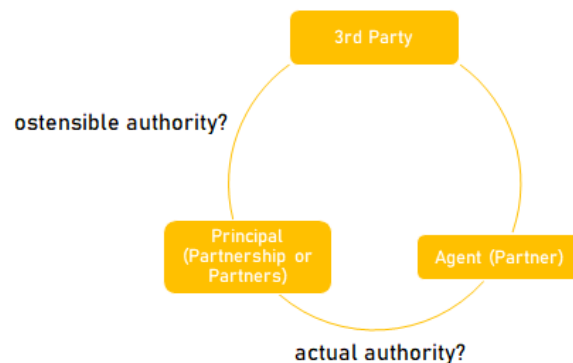 3rd Party
ostensible authority?
Principal
(Partnership or
Partners)
Agent (Partner)
actual authority?